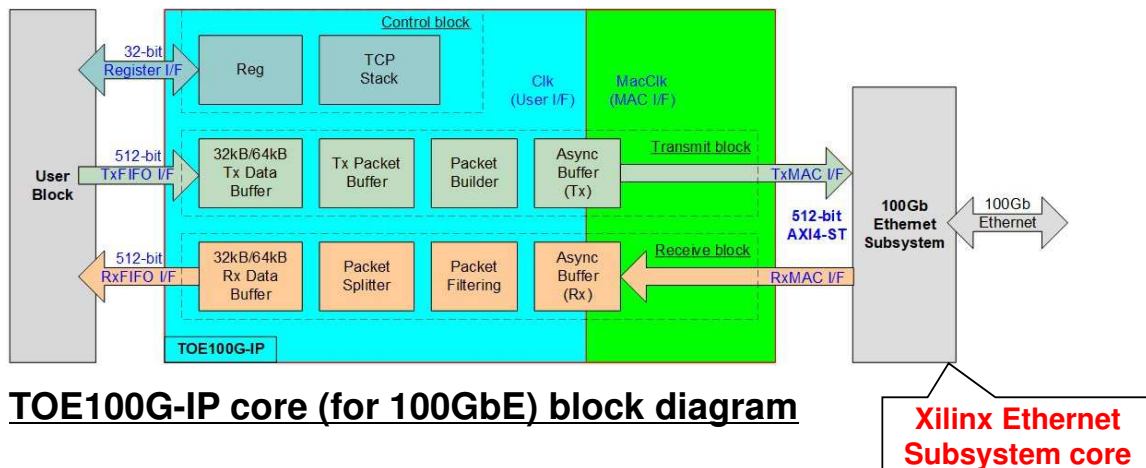 Control block
32-bit
Register I/F
Reg
TCP
Stack
Clk
(User I/F)
MacClk
(MAC I/F)
User
Block
512-bit
TxFIFO I/F
32kB/64kB
Tx Data
Buffer
Tx Packet
Buffer
Packet
Builder
Async
Buffer
(Tx)
Transmit block
TxMAC I/F
512-bit
AXI4-ST
100Gb
Ethernet
Subsystem
100Gb
Ethernet
512-bit
RxFIFO I/F
32kB/64kB
Rx Data
Buffer
Packet
Splitter
Packet
Filtering
Async
Buffer
(Rx)
Receive block
RxMAC I/F
TOE100G-IP
TOE100G-IP core (for 100GbE) block diagram
Xilinx Ethernet
Subsystem core